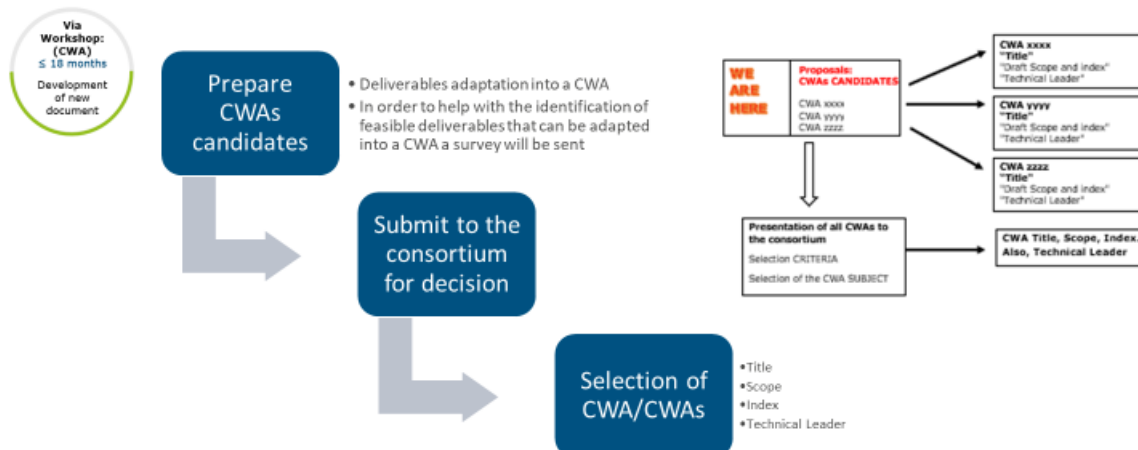 Via
Workshop:
(CWA)
≤ 18 months
Development
of new
document
Prepare
CWAs
candidates
• Deliverables adaptation into a CWA
• In order to help with the identification of
feasible deliverables that can be adapted
into a CWA a survey will be sent
Submit to the
consortium
for decision
Selection of
CWA/CWAs
•Title
•Scope
•Index
•Technical Leader
WE
ARE
HERE
Proposals:
CWAs CANDIDATES
CWA xxxx
CWA yyyy
CWA zzzz
CWA xxxx
"Title"
"Draft Scope and index"
"Technical Leader"
CWA yyyy
"Title"
"Draft Scope and index"
"Technical Leader"
CWA zzzz
"Title"
"Draft Scope and index"
"Technical Leader"
Presentation of all CWAs to
the consortium
Selection CRITERIA
Selection of the CWA SUBJECT
CWA Title, Scope, Index.
Also, Technical Leader